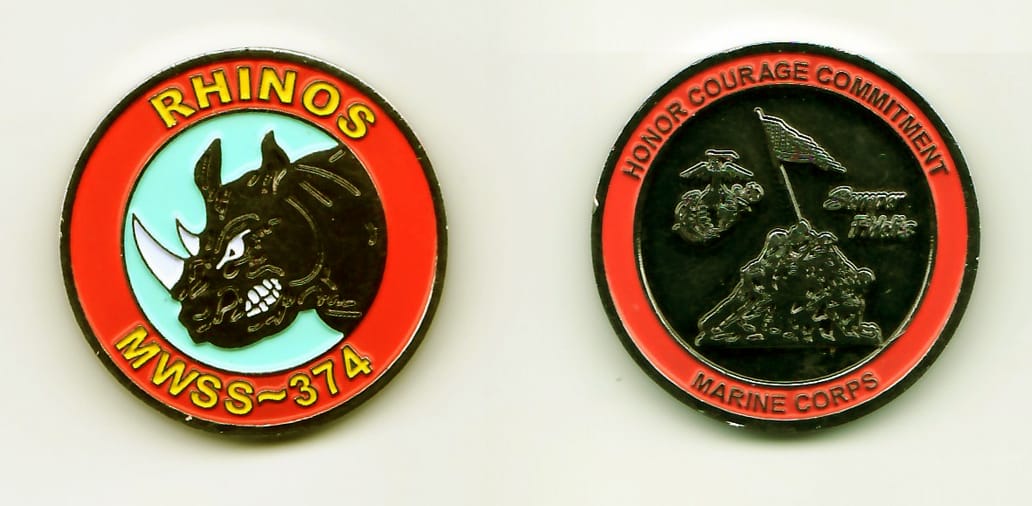 RHINOS
MWSS~374
HONOR COURAGE COMMITMENT
Semper
Fidelis
MARINE CORPS